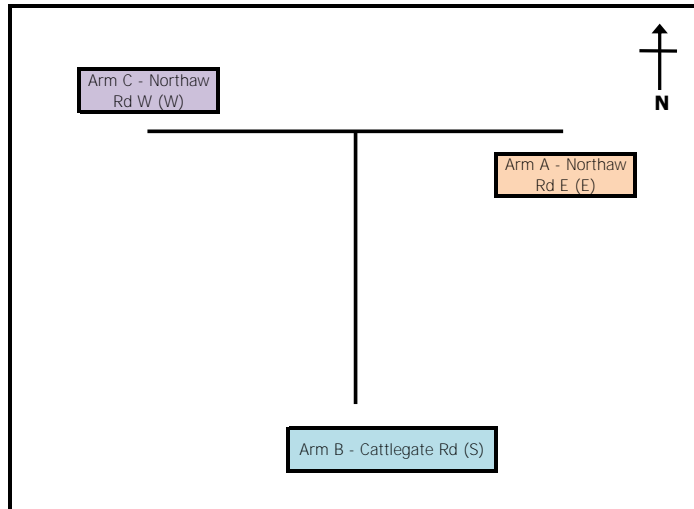 Arm C - Northaw
Rd W (W)
N
Arm A - Northaw
Rd E (E)
Arm B - Cattlegate Rd (S)